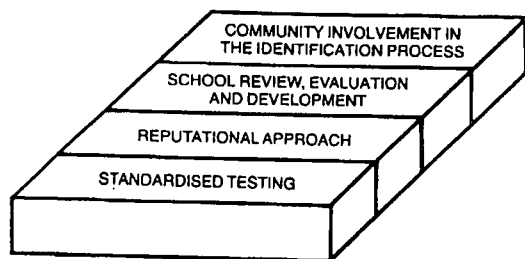 COMMUNITY INVOLVEMENT IN
THE IDENTIFICATION PROCESS
SCHOOL REVIEW, EVALUATION
AND DEVELOPMENT
REPUTATIONAL APPROACH
STANDARDISED TESTING